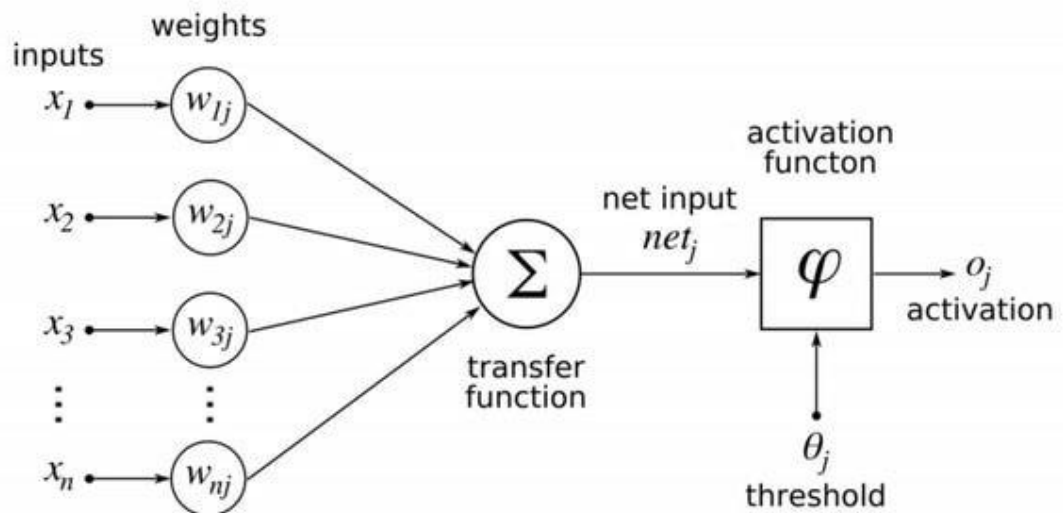 weights
inputs
x1
w1j
activation
functon
x2
w2j
net input
netj
Σ
φ
oj
activation
x3
w3j
transfer
function
⋮
⋮
θj
xn
wnj
threshold